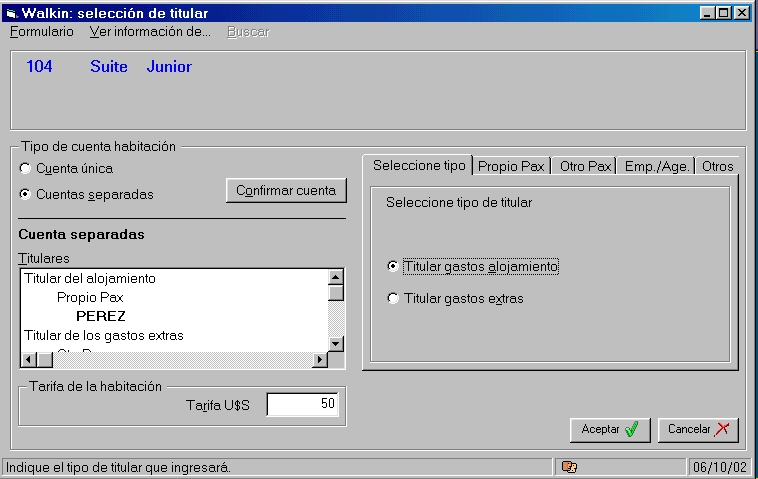 Walkin: selección de titular
Formulario Ver información de... Buscar
104 Suite Junior
Tipo de cuenta habitación
Cuenta única
Cuentas separadas
Confirmar cuenta
Cuenta separadas
Titulares
Titular del alojamiento
Propio Pax
PEREZ
Titular de los gastos extras
Tarifa de la habitación
Tarifa U$S 50
Seleccione tipo Propio Pax Otro Pax Emp./Age. Otros
Seleccione tipo de titular
Titular gastos alojamiento
Titular gastos extras
Aceptar Cancelar
Indique el tipo de titular que ingresará. 06/10/02